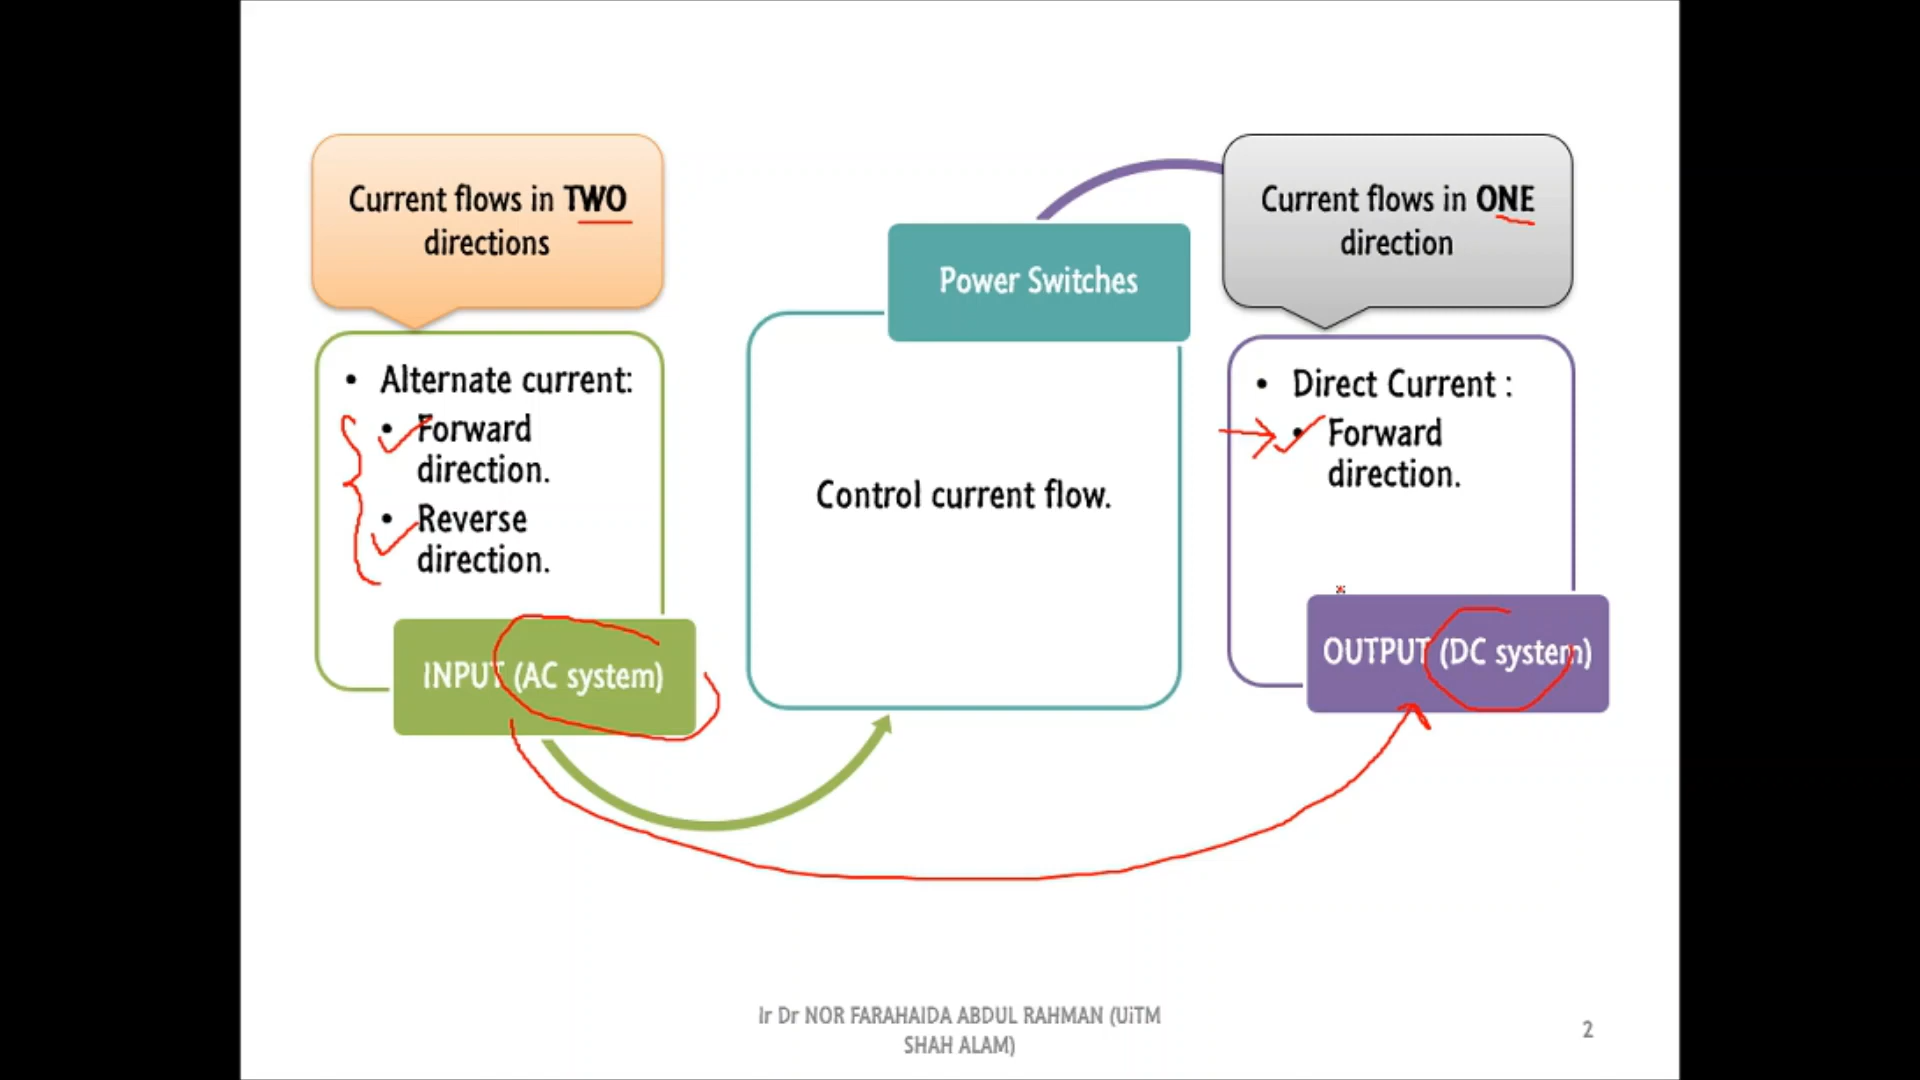 Current flows in TWO
directions
• Alternate current:
• Forward
direction.
• Reverse
direction.
INPUT (AC system)
Power Switches
Control current flow.
Current flows in ONE
direction
• Direct Current :
• Forward
direction.
OUTPUT (DC system)
Ir Dr NOR FARAHAIDA ABDUL RAHMAN (UiTM
SHAH ALAM)
2